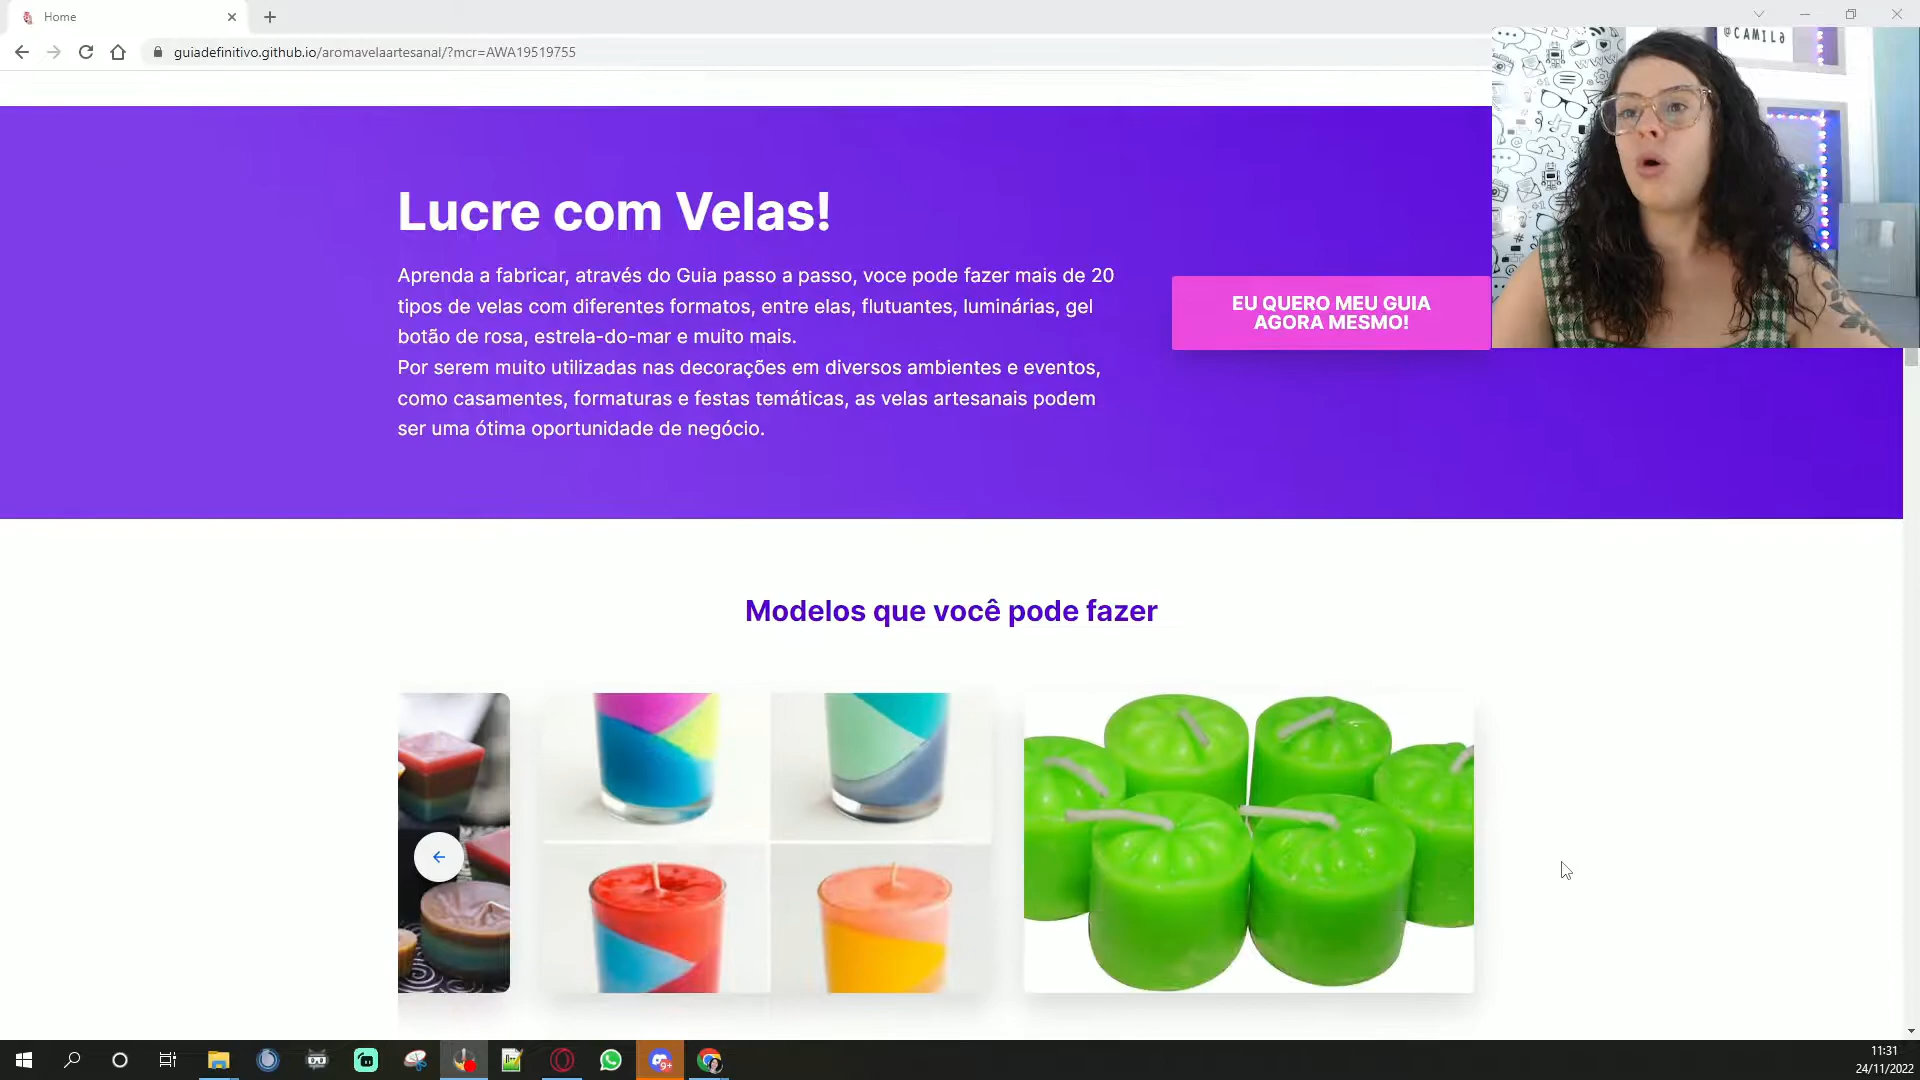 Home
guiadefinitivo.github.io/aromavelaartesanal/?mcr=AWA19519755
@CAMILA
Lucre com Velas!
Aprenda a fabricar, através do Guia passo a passo, voce pode fazer mais de 20
tipos de velas com diferentes formatos, entre elas, flutuantes, luminárias, gel
botão de rosa, estrela-do-mar e muito mais.
Por serem muito utilizadas nas decorações em diversos ambientes e eventos,
como casamentos, formaturas e festas temáticas, as velas artesanais podem
ser uma ótima oportunidade de negócio.
EU QUERO MEU GUIA
AGORA MESMO!
Modelos que você pode fazer
9+
11:31
24/11/2022